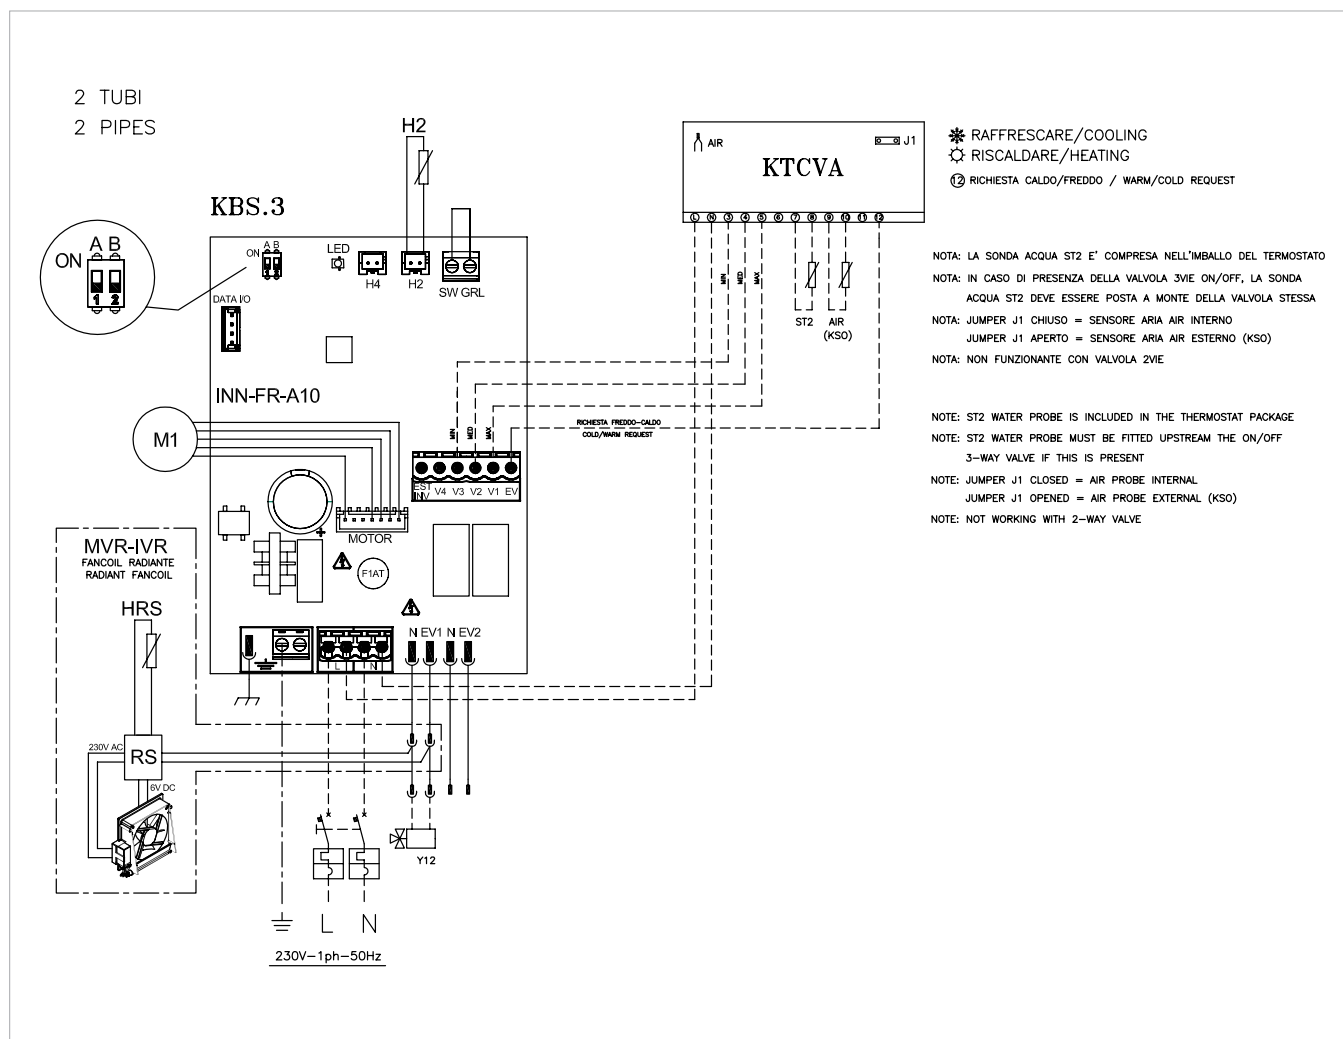 2 TUBI
2 PIPES
H2
AIR
J1
KTCVA
RAFFRESCARE/COOLING
RISCALDARE/HEATING
12 RICHIESTA CALDO/FREDDO / WARM/COLD REQUEST
KBS.3
L N 3 4 5 6 7 8 9 10 11 12
A B
ON
1 2
A B
ON
LED
H4
H2
SW GRL
DATA I/O
MIN
MED
MAX
ST2
AIR
(KSO)
NOTA: LA SONDA ACQUA ST2 E' COMPRESA NELL'IMBALLO DEL TERMOSTATO
NOTA: IN CASO DI PRESENZA DELLA VALVOLA 3VIE ON/OFF, LA SONDA
ACQUA ST2 DEVE ESSERE POSTA A MONTE DELLA VALVOLA STESSA
NOTA: JUMPER J1 CHIUSO = SENSORE ARIA AIR INTERNO
JUMPER J1 APERTO = SENSORE ARIA AIR ESTERNO (KSO)
NOTA: NON FUNZIONANTE CON VALVOLA 2VIE
INN-FR-A10
M1
MIN
MED
MAX
RICHIESTA FREDDO-CALDO
COLD/WARM REQUEST
NOTE: ST2 WATER PROBE IS INCLUDED IN THE THERMOSTAT PACKAGE
NOTE: ST2 WATER PROBE MUST BE FITTED UPSTREAM THE ON/OFF
3-WAY VALVE IF THIS IS PRESENT
NOTE: JUMPER J1 CLOSED = AIR PROBE INTERNAL
JUMPER J1 OPENED = AIR PROBE EXTERNAL (KSO)
NOTE: NOT WORKING WITH 2-WAY VALVE
EST
INV V4 V3 V2 V1 EV
+
MOTOR
F1AT
MVR-IVR
FANCOIL RADIANTE
RADIANT FANCOIL
HRS
N EV1 N EV2
L N
230V AC
RS
6V DC
Y12
L N
230V-1ph-50Hz